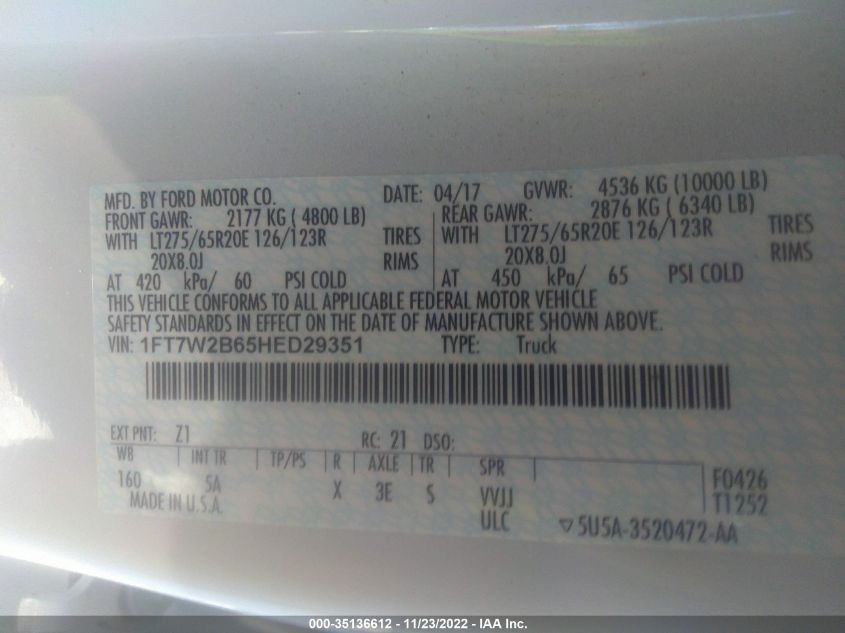 MFD. BY FORD MOTOR CO. DATE: 04/17 GVWR: 4536 KG (10000 LB)
FRONT GAWR: 2177 KG ( 4800 LB) REAR GAWR: 2876 KG ( 6340 LB)
WITH LT275/65R20E 126/123R TIRES WITH LT275/65R20E 126/123R TIRES
20X8.0J RIMS 20X8.0J RIMS
AT 420 kPa/ 60 PSI COLD AT 450 kPa/ 65 PSI COLD
THIS VEHICLE CONFORMS TO ALL APPLICABLE FEDERAL MOTOR VEHICLE
SAFETY STANDARDS IN EFFECT ON THE DATE OF MANUFACTURE SHOWN ABOVE.
VIN: 1FT7W2B65HED29351 TYPE: Truck
EXT PNT: Z1 RC: 21 DSO:
WB INT TR TP/PS R AXLE TR SPR
160 5A X 3E S VVJJ F0426
MADE IN U.S.A. ULC T1252
▽5U5A-3520472-AA
000-35136612 - 11/23/2022 - IAA Inc.